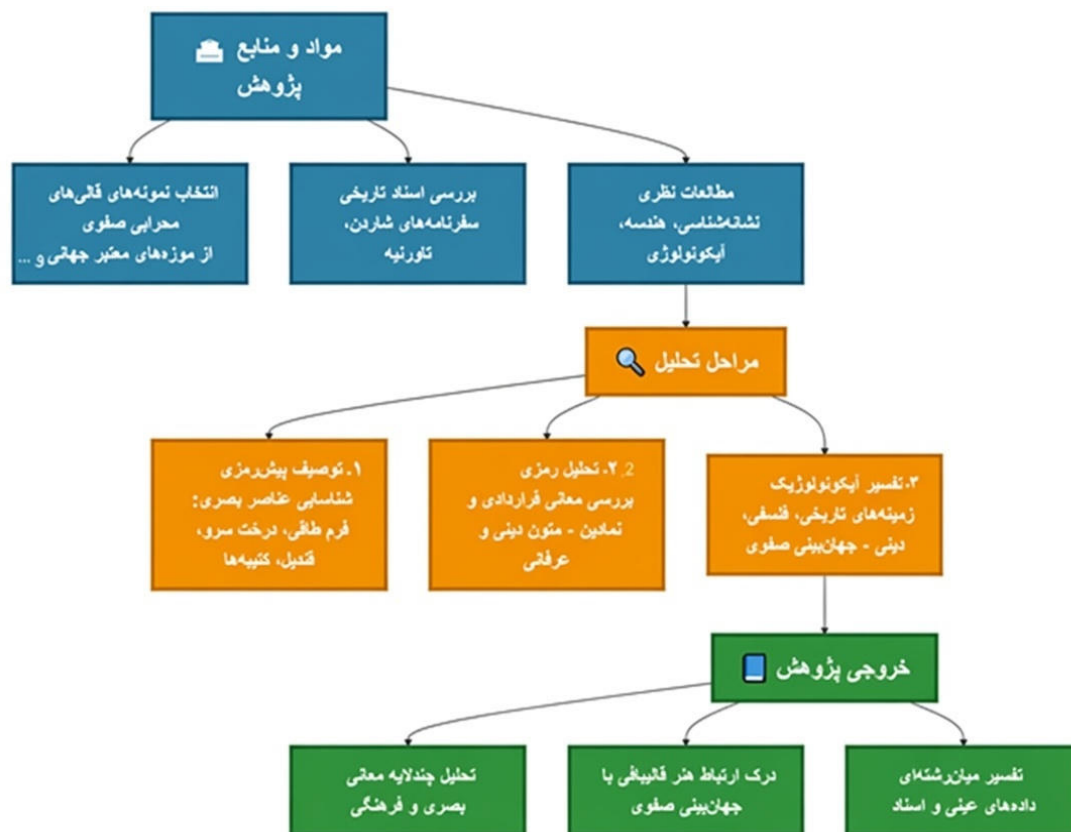 مواد و منابع
پژوهش
مطالعات نظری
نشانه‌شناسی، هندسه،
آیکونولوژی
بررسی اسناد تاریخی
سفرنامه‌های شاردن،
تاورنیه
انتخاب نمونه‌های قالی‌های
محرابی صفوی
از موزه‌های معتبر جهانی و ...
مراحل تحلیل
۳.تفسیر آیکونولوژیک
زمینه‌های تاریخی، فلسفی،
دینی - جهان‌بینی صفوی
2, ۲. تحلیل رمزی
بررسی معانی قراردادی و
نمادین - متون دینی و
عرفانی
۱. توصیف پیش‌رمزی
شناسایی عناصر بصری:
فرم طاقی، درخت سرو،
قندیل، کتیبه‌ها
خروجی پژوهش
تفسیر میان‌رشته‌ای
داده‌های عینی و اسناد
درک ارتباط هنر قالیبافی با
جهان‌بینی صفوی
تحلیل چندلایه معانی
بصری و فرهنگی